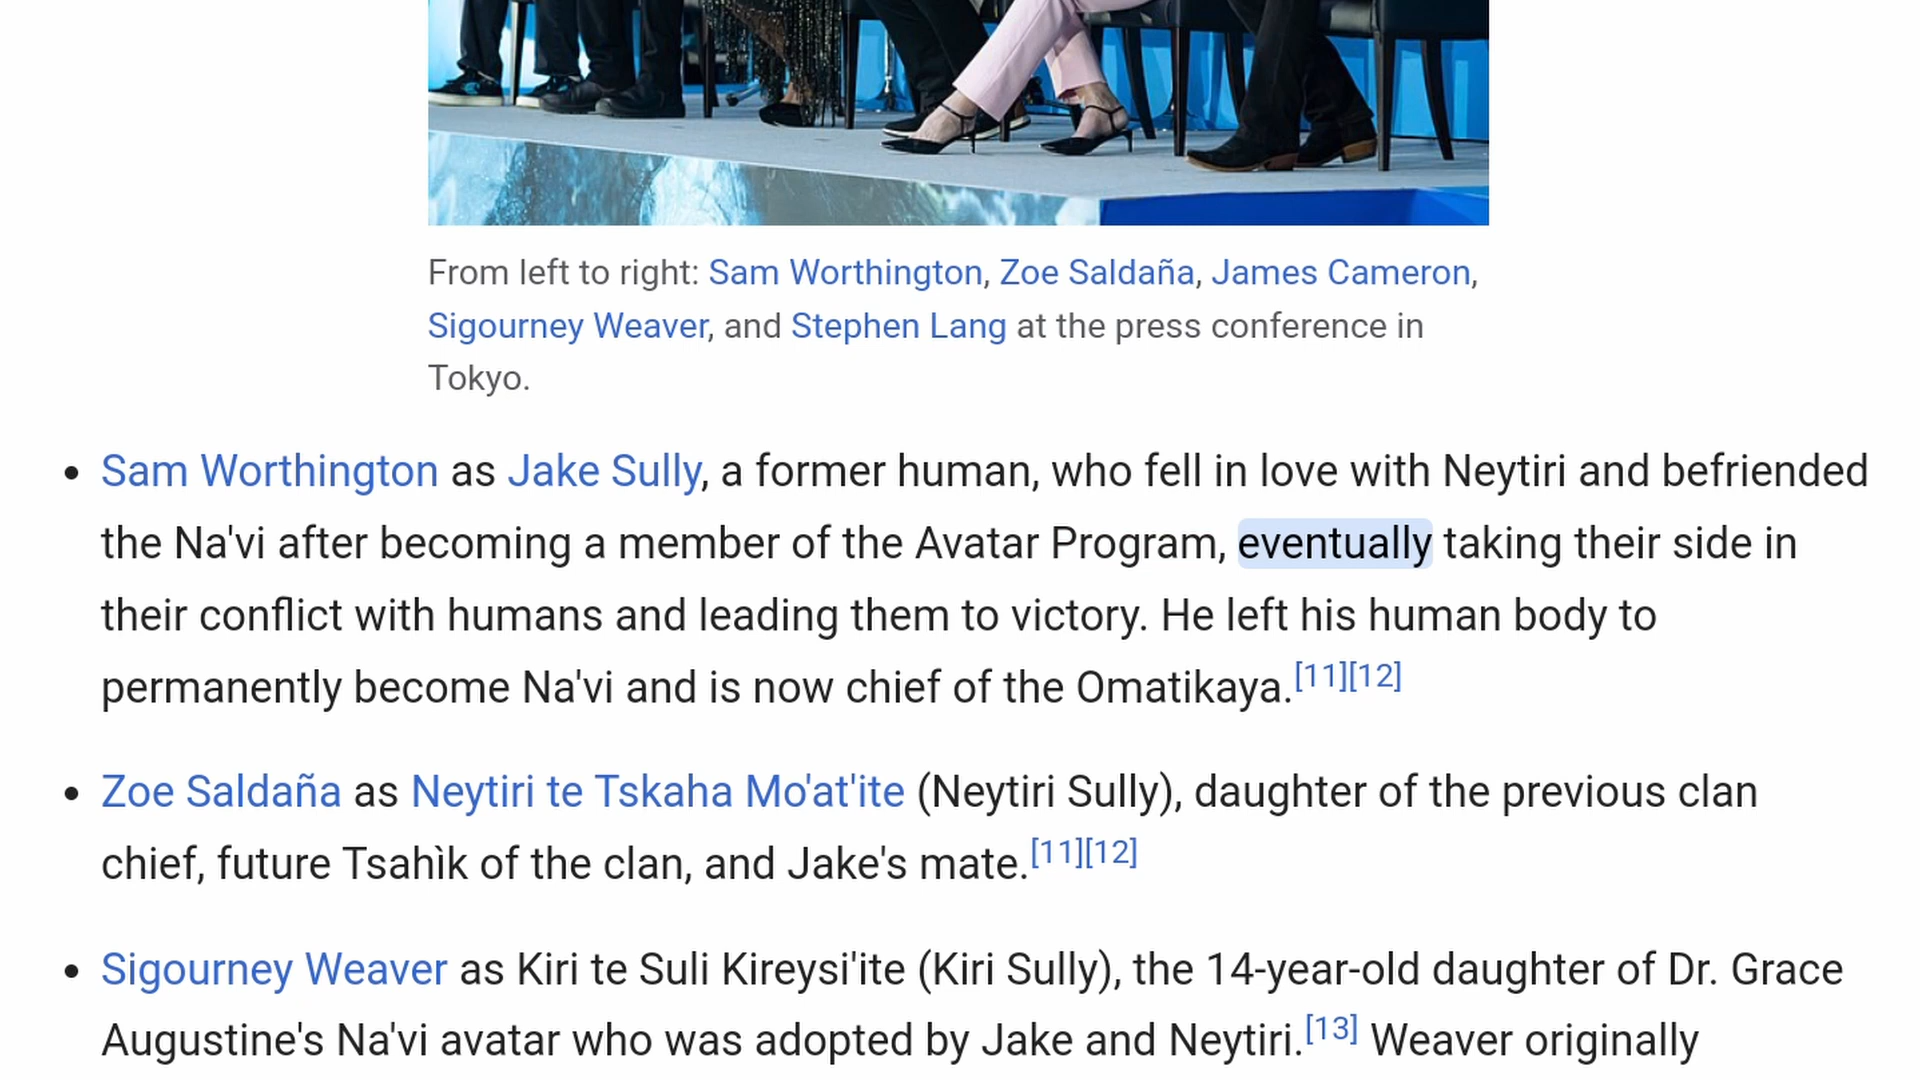 From left to right: Sam Worthington, Zoe Saldaña, James Cameron,
Sigourney Weaver, and Stephen Lang at the press conference in
Tokyo.
• Sam Worthington as Jake Sully, a former human, who fell in love with Neytiri and befriended
the Na'vi after becoming a member of the Avatar Program, eventually taking their side in
their conflict with humans and leading them to victory. He left his human body to
permanently become Na'vi and is now chief of the Omatikaya.[11][12]
• Zoe Saldaña as Neytiri te Tskaha Mo'at'ite (Neytiri Sully), daughter of the previous clan
chief, future Tsahìk of the clan, and Jake's mate.[11][12]
• Sigourney Weaver as Kiri te Suli Kireysi'ite (Kiri Sully), the 14-year-old daughter of Dr. Grace
Augustine's Na'vi avatar who was adopted by Jake and Neytiri.[13] Weaver originally